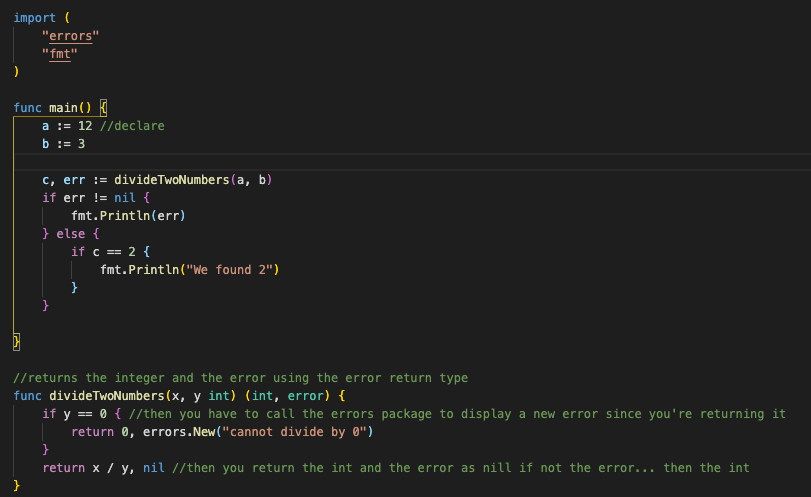 import (
    "errors"
    "fmt"
)
func main() {
    a := 12 //declare
    b := 3
    c, err := divideTwoNumbers(a, b)
    if err != nil {
        fmt.Println(err)
    } else {
        if c == 2 {
            fmt.Println("We found 2")
        }
    }
}
//returns the integer and the error using the error return type
func divideTwoNumbers(x, y int) (int, error) {
    if y == 0 { //then you have to call the errors package to display a new error since you're returning it
        return 0, errors.New("cannot divide by 0")
    }
    return x / y, nil //then you return the int and the error as nill if not the error... then the int
}